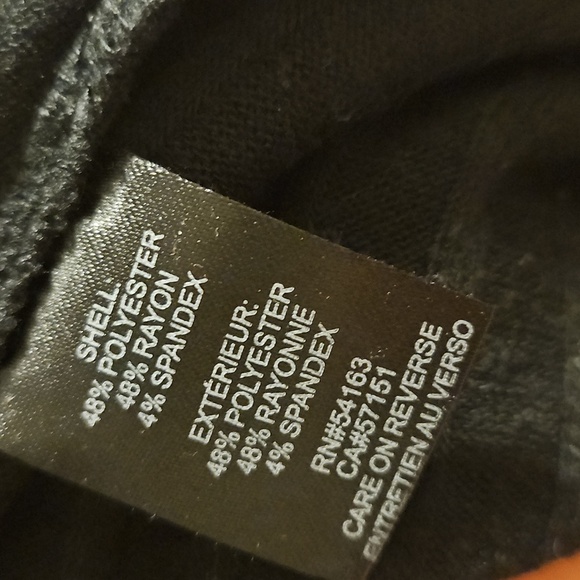 SHELL
48% POLYESTER
48% RAYON
4% SPANDEX
EXTÉRIEUR:
48% POLYESTER
48% RAYONNE
4% SPANDEX
RN#54163
CA#57151
CARE ON REVERSE
ENTRETIEN AU VERSO